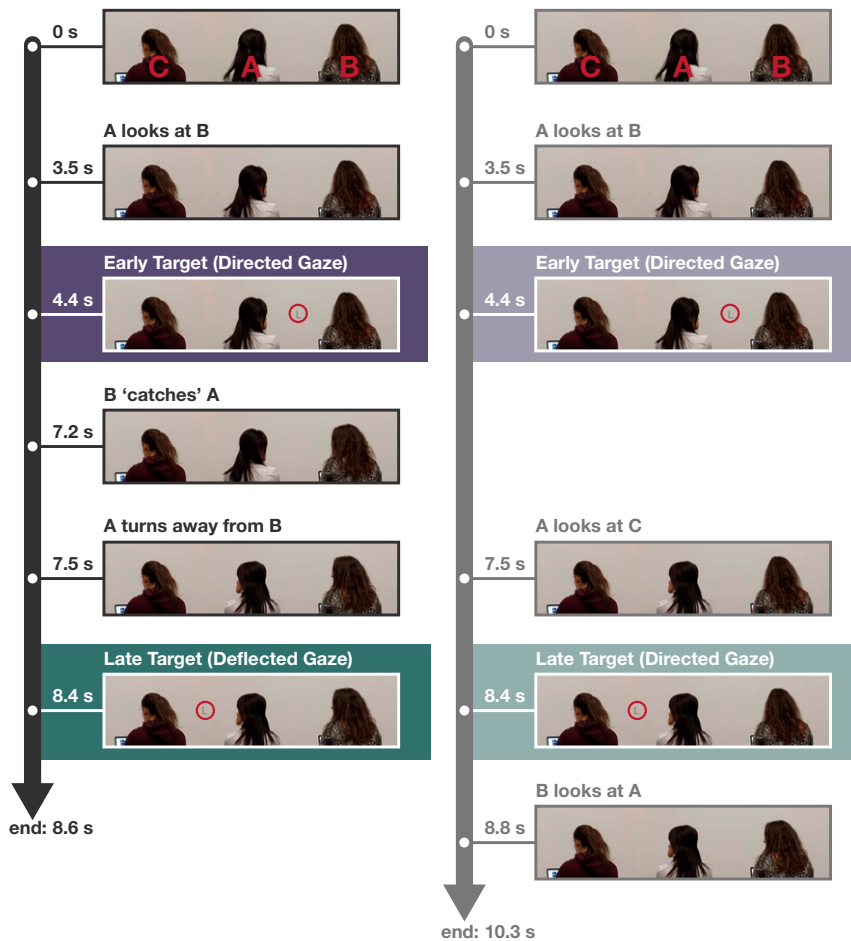 0 s
C A B
A looks at B
3.5 s
Early Target (Directed Gaze)
4.4 s
L
B ‘catches’ A
7.2 s
A turns away from B
7.5 s
Late Target (Deflected Gaze)
8.4 s
L
end: 8.6 s
0 s
C A B
A looks at B
3.5 s
Early Target (Directed Gaze)
4.4 s
L
A looks at C
7.5 s
Late Target (Directed Gaze)
8.4 s
L
B looks at A
8.8 s
end: 10.3 s